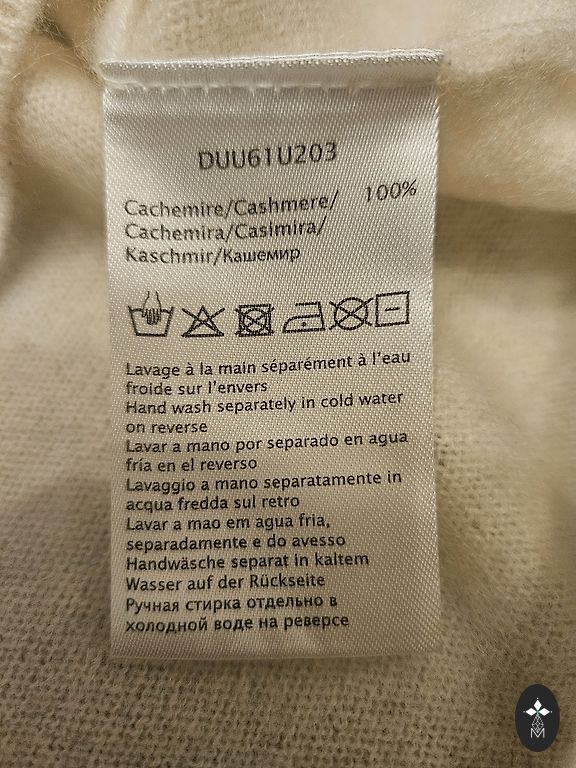 DUU61U203
Cachemire/Cashmere/ 100%
Cachemira/Casimira/
Kaschmir/Кашемир
Lavage à la main séparément à l'eau
froide sur l'envers
Hand wash separately in cold water
on reverse
Lavar a mano por separado en agua
fría en el reverso
Lavaggio a mano separatamente in
acqua fredda sul retro
Lavar a mao em agua fria,
separadamente e do avesso
Handwäsche separat in kaltem
Wasser auf der Rückseite
Ручная стирка отдельно в
холодной воде на реверсе
M